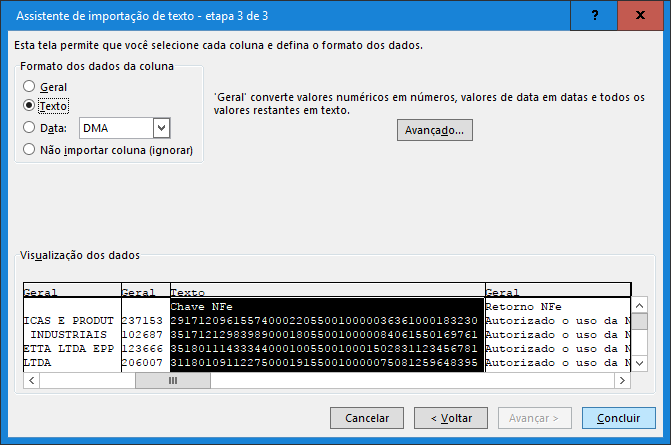 Assistente de importação de texto - etapa 3 de 3
?
x
Esta tela permite que você selecione cada coluna e defina o formato dos dados.
Formato dos dados da coluna
Geral
Texto
Data: DMA
Não importar coluna (ignorar)
'Geral' converte valores numéricos em números, valores de data em datas e todos os
valores restantes em texto.
Avançado...
Visualização dos dados
Geral Geral Texto Geral
Chave NFe Retorno NFe
ICAS E PRODUT 237153 29171209615574000220550010000036361000183230 Autorizado o uso da N
INDUSTRIAIS 102687 35171212983989000180550010000084061550169761 Autorizado o uso da N
ETTA LTDA EPP 123666 35180111433334000100550010001502831123456781 Autorizado o uso da N
LTDA 206007 31180109112275000191550010000075081259648395 Autorizado o uso da N
Cancelar
< Voltar
Avançar >
Concluir